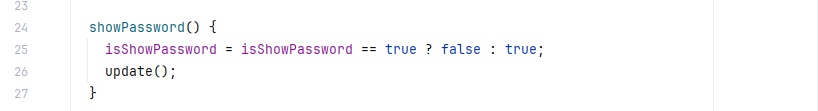 23
24 showPassword() {
25 isShowPassword = isShowPassword == true ? false : true;
26 update();
27 }